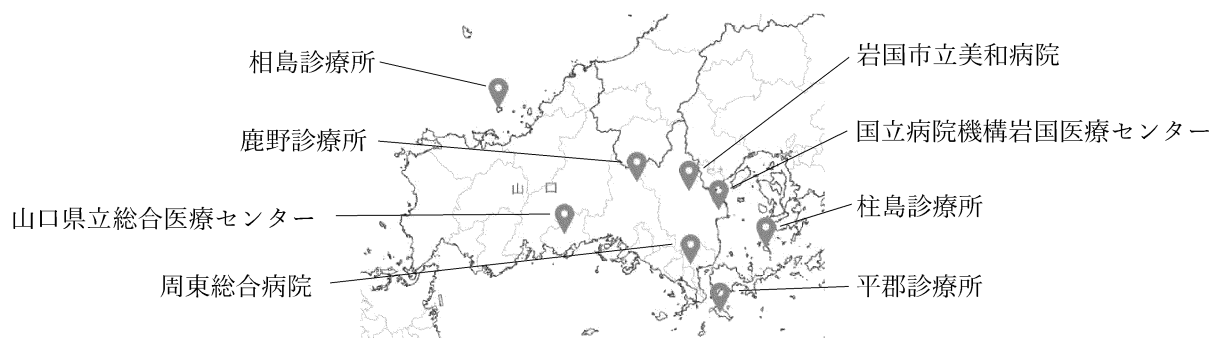 相島診療所
鹿野診療所
山口県立総合医療センター
周東総合病院
山口
岩国市立美和病院
国立病院機構岩国医療センター
柱島診療所
平郡診療所